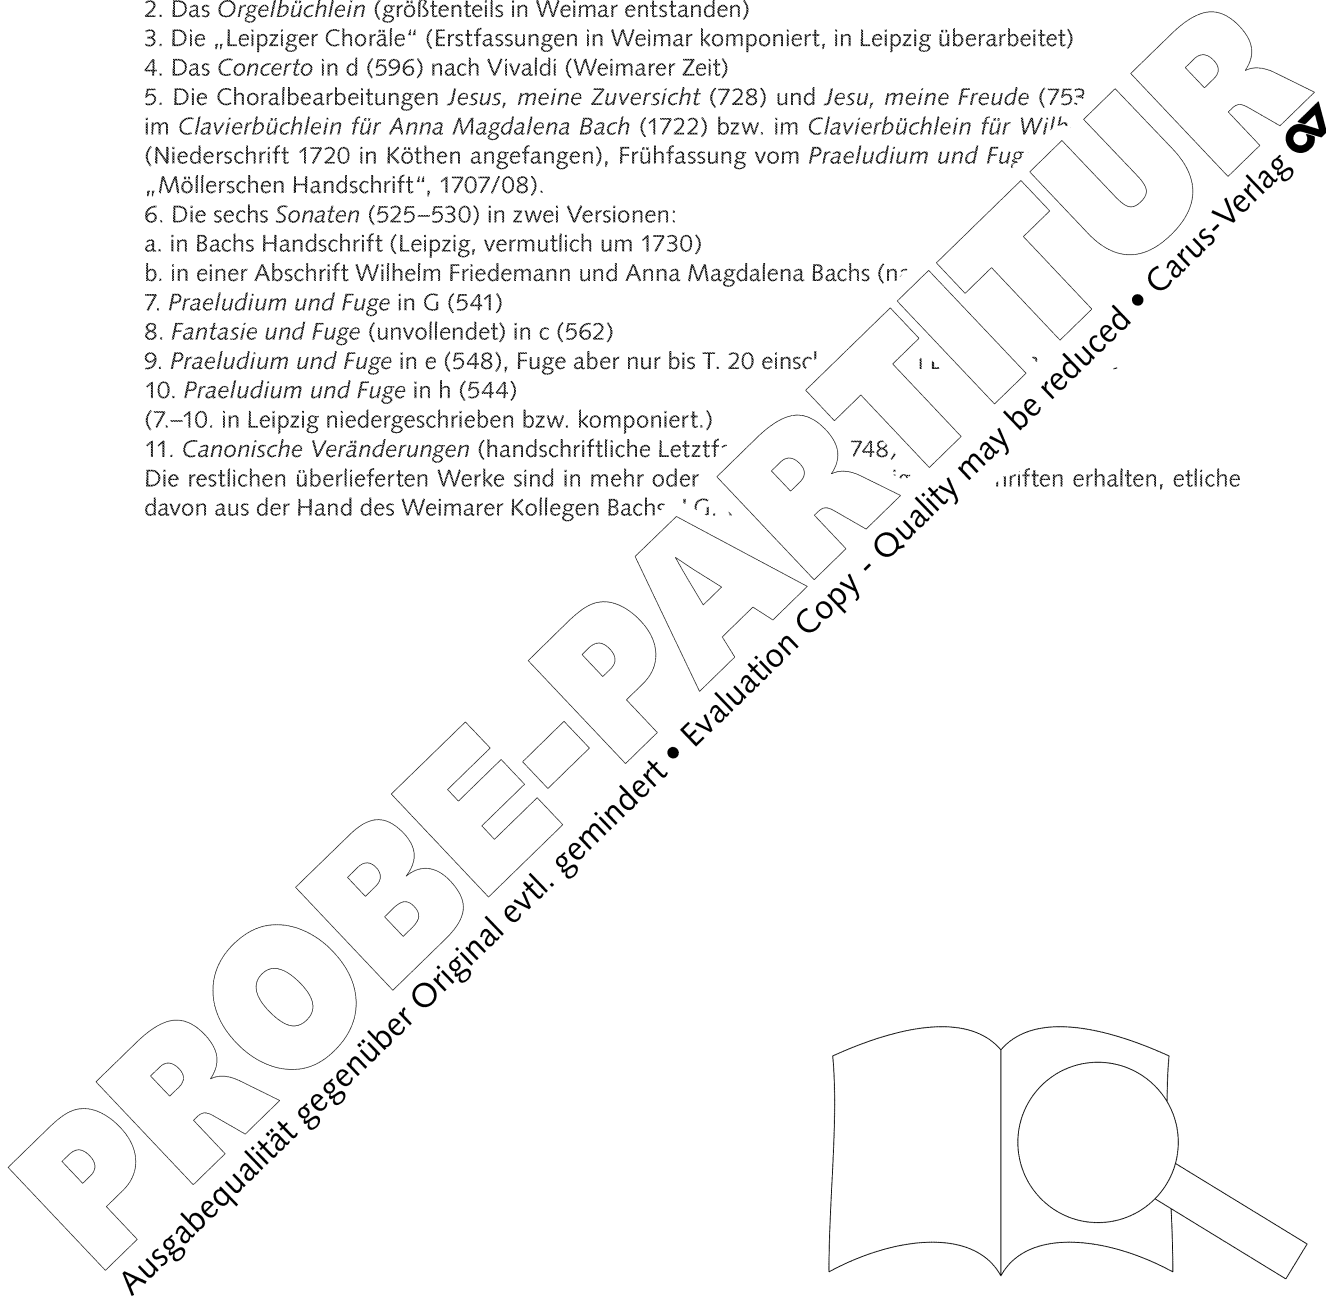 2. Das Orgelbüchlein (größtenteils in Weimar entstanden)
3. Die „Leipziger Choräle“ (Erstfassungen in Weimar komponiert, in Leipzig überarbeitet)
4. Das Concerto in d (596) nach Vivaldi (Weimarer Zeit)
5. Die Choralbearbeitungen Jesus, meine Zuversicht (728) und Jesu, meine Freude (753
im Clavierbüchlein für Anna Magdalena Bach (1722) bzw. im Clavierbüchlein für
(Niederschrift 1720 in Köthen angefangen), Frühfassung vom Praeludium und
„Möllerschen Handschrift“, 1707/08).
6. Die sechs Sonaten (525–530) in zwei Versionen:
a. in Bachs Handschrift (Leipzig, vermutlich um 1730)
b. in einer Abschrift Wilhelm Friedemann und Anna Magdalena Bachs
7. Praeludium und Fuge in G (541)
8. Fantasie und Fuge (unvollendet) in c (562)
9. Praeludium und Fuge in e (548), Fuge aber nur bis T. 20
10. Praeludium und Fuge in h (544)
(7.–10. in Leipzig niedergeschrieben bzw. komponiert.)
11. Canonische Veränderungen (handschriftliche 748,
Die restlichen überlieferten Werke sind in mehr oder erhalten, etliche
davon aus der Hand des Weimarer Kollegen Bachs G.
PROBE-PARTITUR
Ausgabequalität gegenüber Original evtl. gemindert • Evaluation Copy - Quality may be reduced • Carus-Verlag